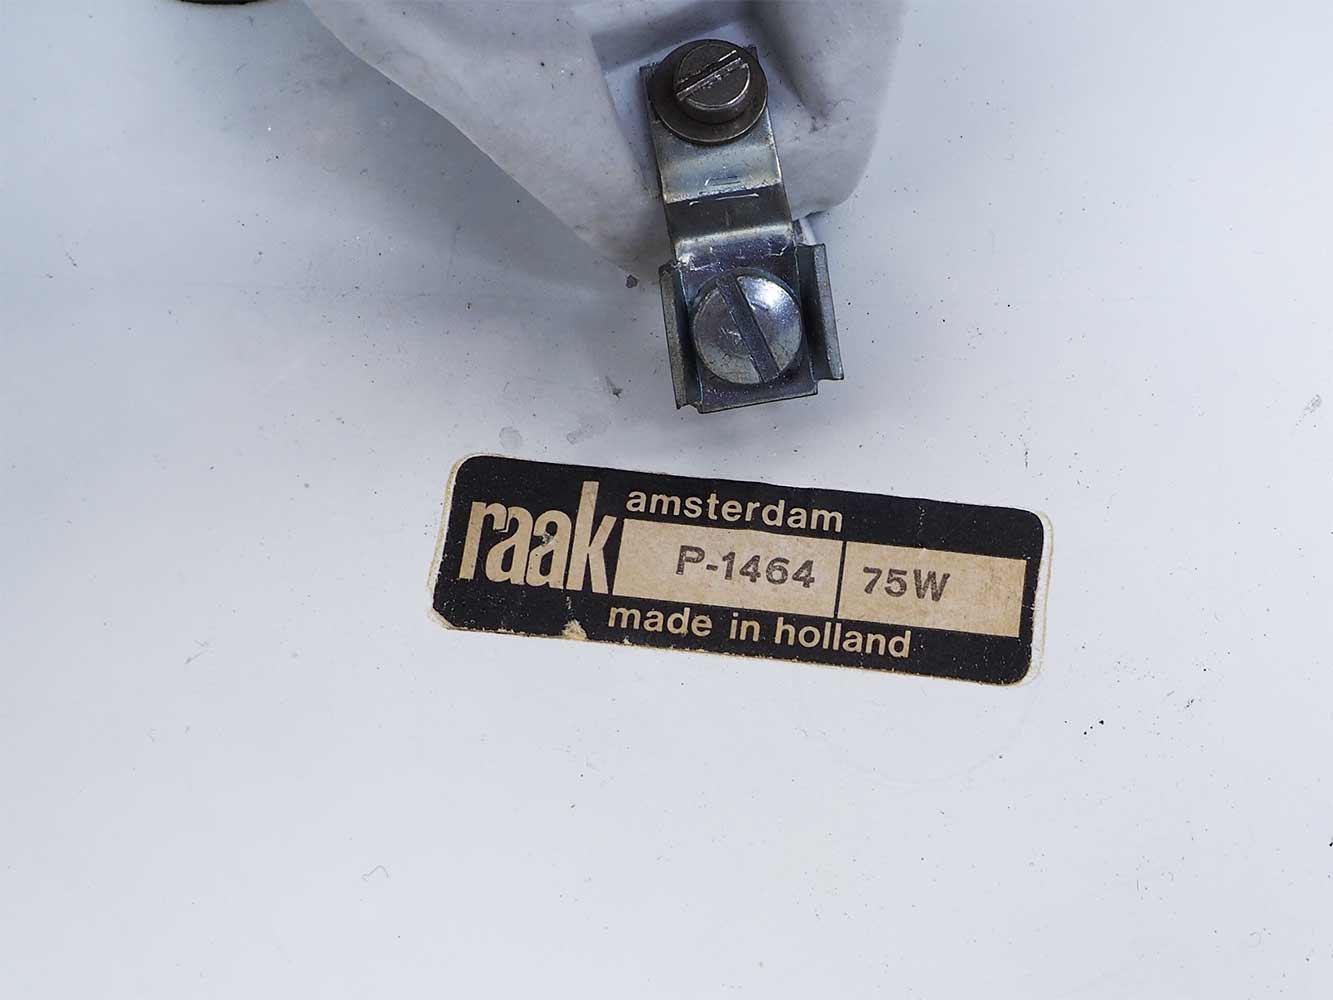 raak
amsterdam
P-1464 75W
made in holland